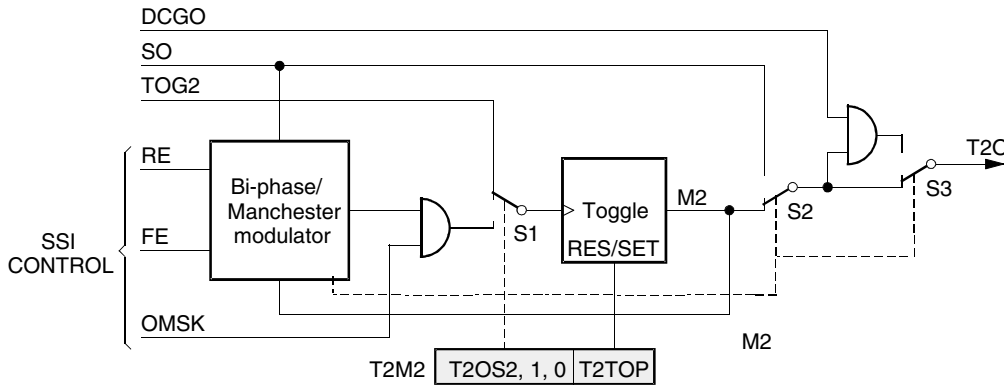 DCGO
SO
TOG2
RE
Bi-phase/
Manchester
modulator
FE
SSI
CONTROL
OMSK
S1
Toggle
RES/SET
M2
S2
S3
T2O
M2
T2M2
T2OS2, 1, 0
T2TOP